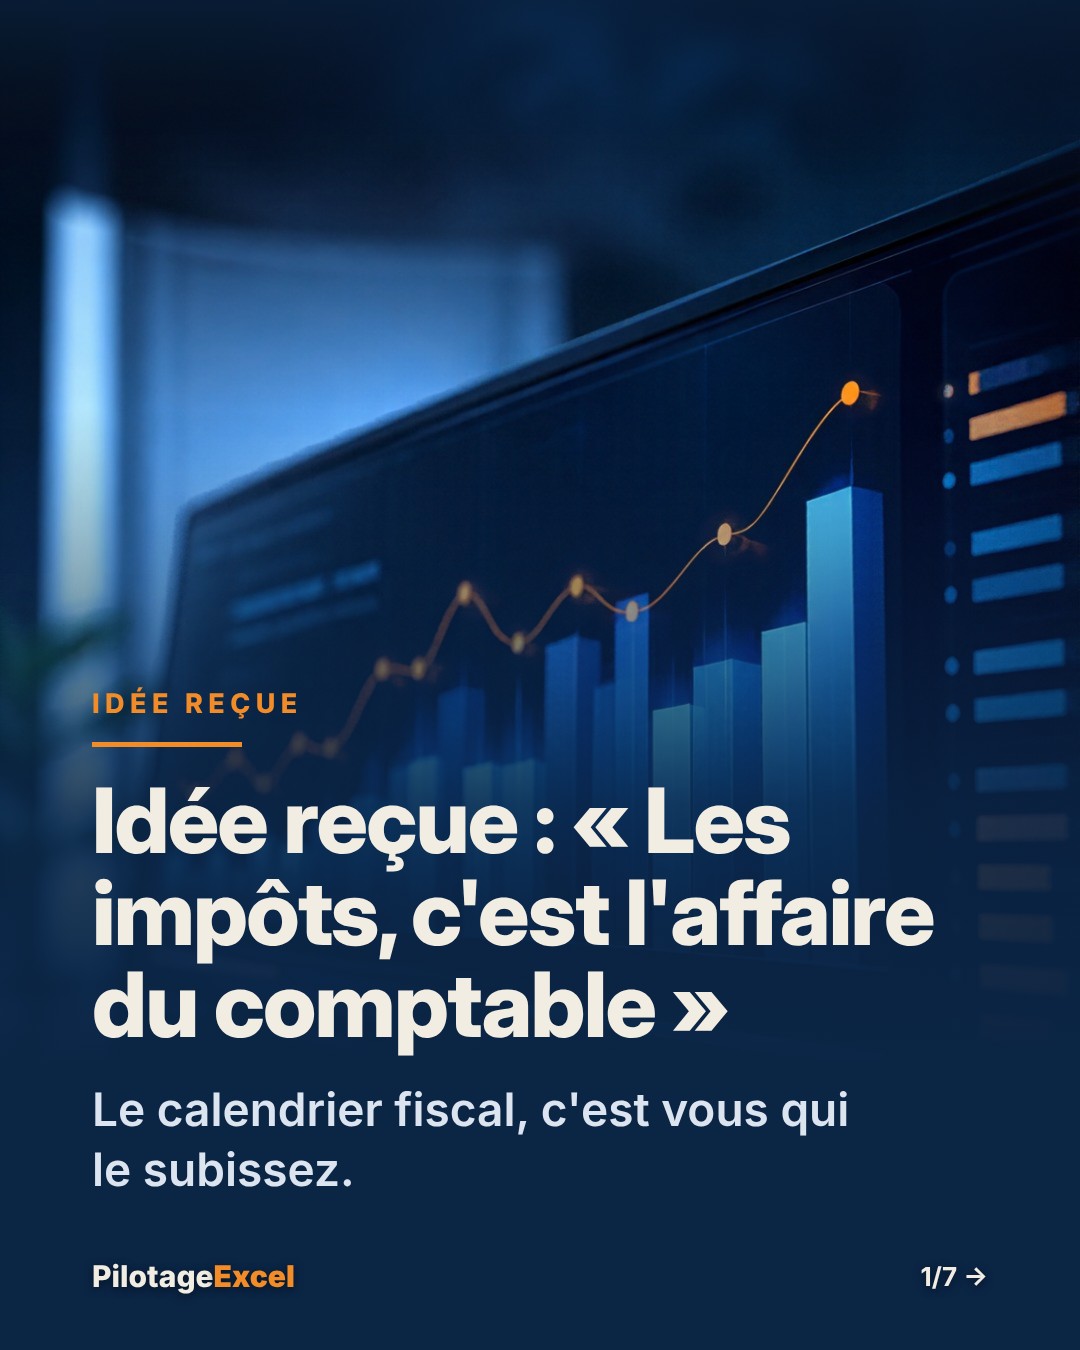 IDÉE REÇUE
Idée reçue : « Les
impôts, c'est l'affaire
du comptable »
Le calendrier fiscal, c'est vous qui
le subissez.
PilotageExcel
1/7 →